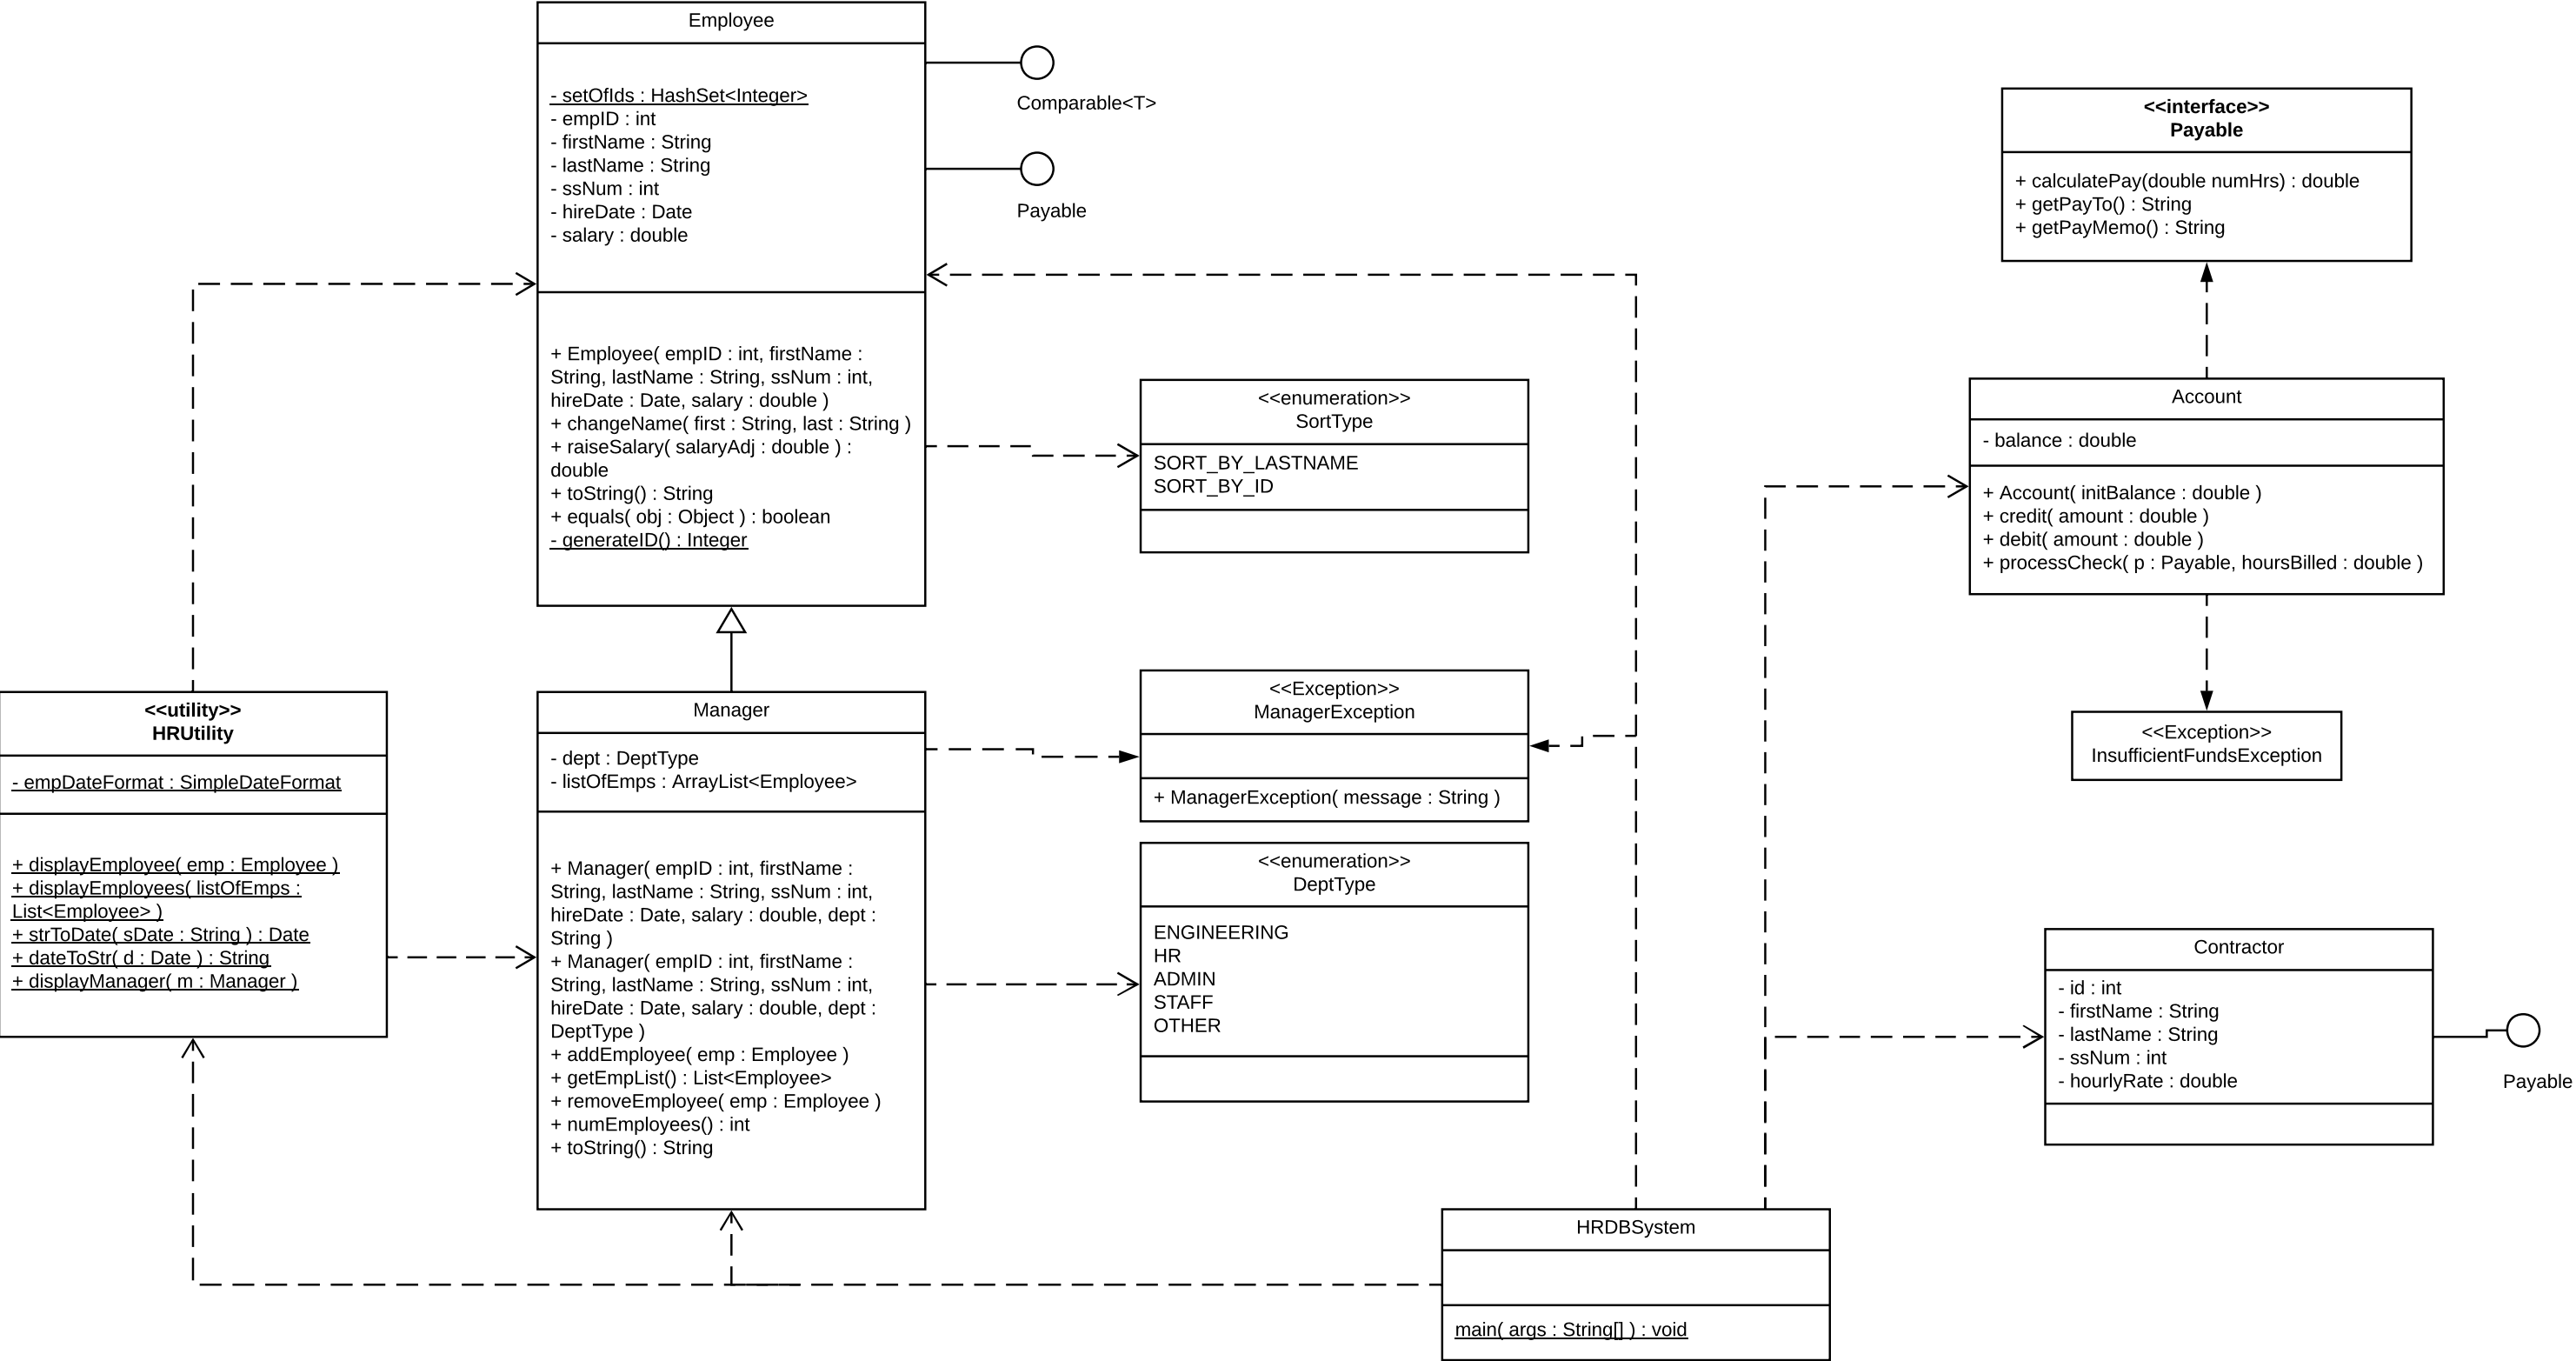 Employee
- setOfIds : HashSet<Integer>
- empID : int
- firstName : String
- lastName : String
- ssNum : int
- hireDate : Date
- salary : double
+ Employee( empID : int, firstName :
String, lastName : String, ssNum : int,
hireDate : Date, salary : double )
+ changeName( first : String, last : String )
+ raiseSalary( salaryAdj : double ) :
double
+ toString() : String
+ equals( obj : Object ) : boolean
- generateID() : Integer
Comparable<T>
Payable
<<interface>>
Payable
+ calculatePay(double numHrs) : double
+ getPayTo() : String
+ getPayMemo() : String
<<enumeration>>
SortType
SORT_BY_LASTNAME
SORT_BY_ID
Account
- balance : double
+ Account( initBalance : double )
+ credit( amount : double )
+ debit( amount : double )
+ processCheck( p : Payable, hoursBilled : double )
<<utility>>
HRUtility
- empDateFormat : SimpleDateFormat
+ displayEmployee( emp : Employee )
+ displayEmployees( listOfEmps :
List<Employee> )
+ strToDate( sDate : String ) : Date
+ dateToStr( d : Date ) : String
+ displayManager( m : Manager )
Manager
- dept : DeptType
- listOfEmps : ArrayList<Employee>
+ Manager( empID : int, firstName :
String, lastName : String, ssNum : int,
hireDate : Date, salary : double, dept :
String )
+ Manager( empID : int, firstName :
String, lastName : String, ssNum : int,
hireDate : Date, salary : double, dept :
DeptType )
+ addEmployee( emp : Employee )
+ getEmpList() : List<Employee>
+ removeEmployee( emp : Employee )
+ numEmployees() : int
+ toString() : String
<<Exception>>
ManagerException
+ ManagerException( message : String )
<<enumeration>>
DeptType
ENGINEERING
HR
ADMIN
STAFF
OTHER
<<Exception>>
InsufficientFundsException
Contractor
- id : int
- firstName : String
- lastName : String
- ssNum : int
- hourlyRate : double
Payable
HRDBSystem
main( args : String[] ) : void